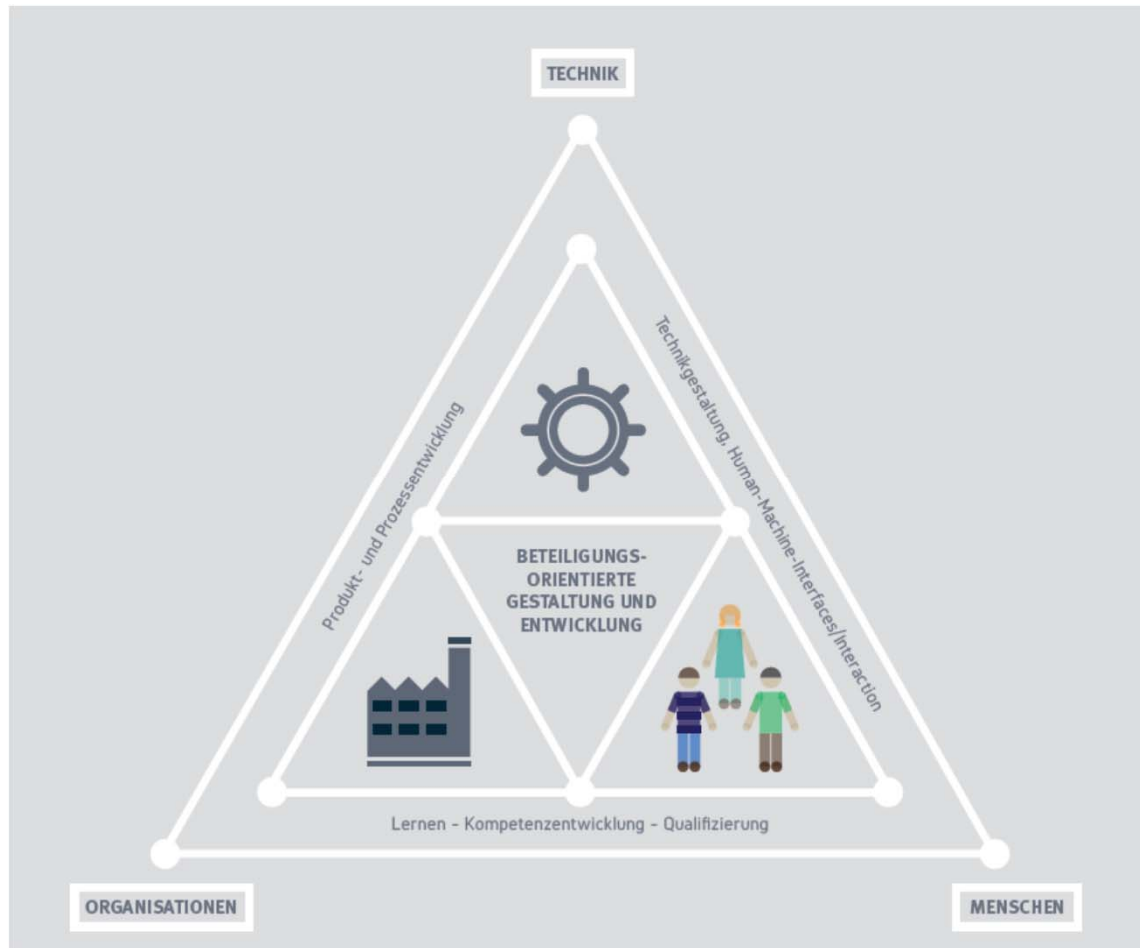 TECHNIK
Produkt- und Prozessentwicklung
Technikgestaltung, Human-Machine-Interfaces/Interaction
BETEILIGUNGS-
ORIENTIERTE
GESTALTUNG UND
ENTWICKLUNG
Lernen - Kompetenzentwicklung - Qualifizierung
ORGANISATIONEN
MENSCHEN